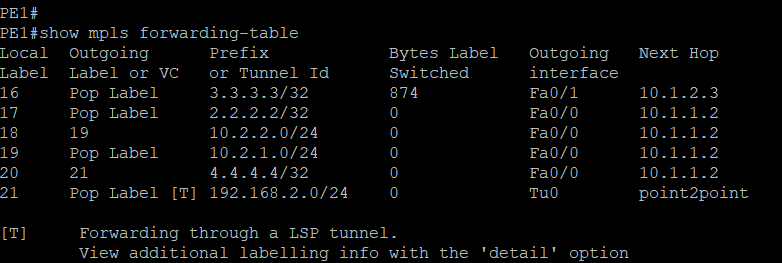 PE1#
PE1#show mpls forwarding-table
Local  Outgoing      Prefix            Bytes Label   Outgoing   Next Hop
Label  Label or VC   or Tunnel Id      Switched      interface
16     Pop Label     3.3.3.3/32        874           Fa0/1      10.1.2.3
17     Pop Label     2.2.2.2/32        0             Fa0/0      10.1.1.2
18     19            10.2.2.0/24       0             Fa0/0      10.1.1.2
19     Pop Label     10.2.1.0/24       0             Fa0/0      10.1.1.2
20     21            4.4.4.4/32        0             Fa0/0      10.1.1.2
21     Pop Label [T] 192.168.2.0/24    0             Tu0        point2point
[T]     Forwarding through a LSP tunnel.
        View additional labelling info with the 'detail' option